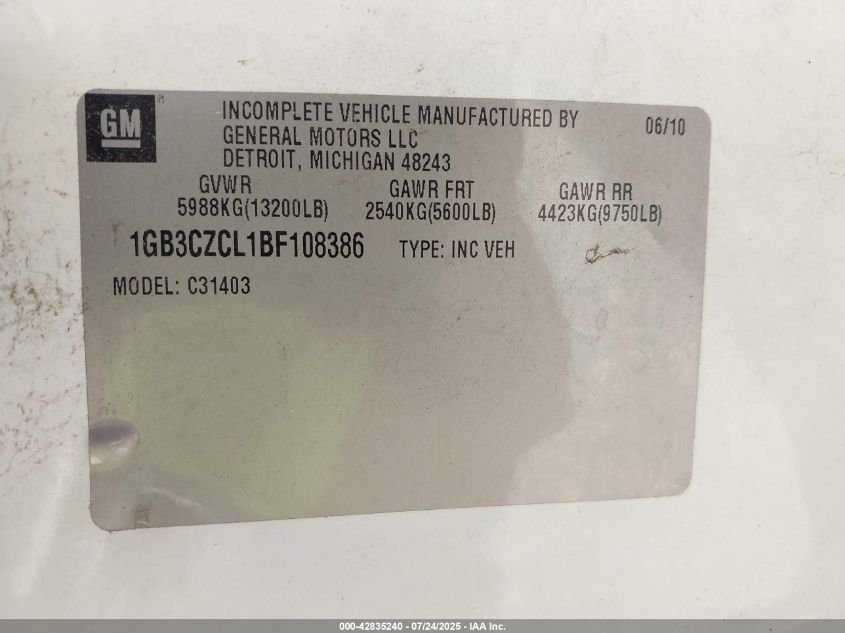 GM®
INCOMPLETE VEHICLE MANUFACTURED BY 06/10
GENERAL MOTORS LLC
DETROIT, MICHIGAN 48243
GVWR GAWR FRT GAWR RR
5988KG(13200LB) 2540KG(5600LB) 4423KG(9750LB)
1GB3CZCL1BF108386 TYPE: INC VEH
MODEL: C31403
000-42835240 - 07/24/2025 - IAA Inc.